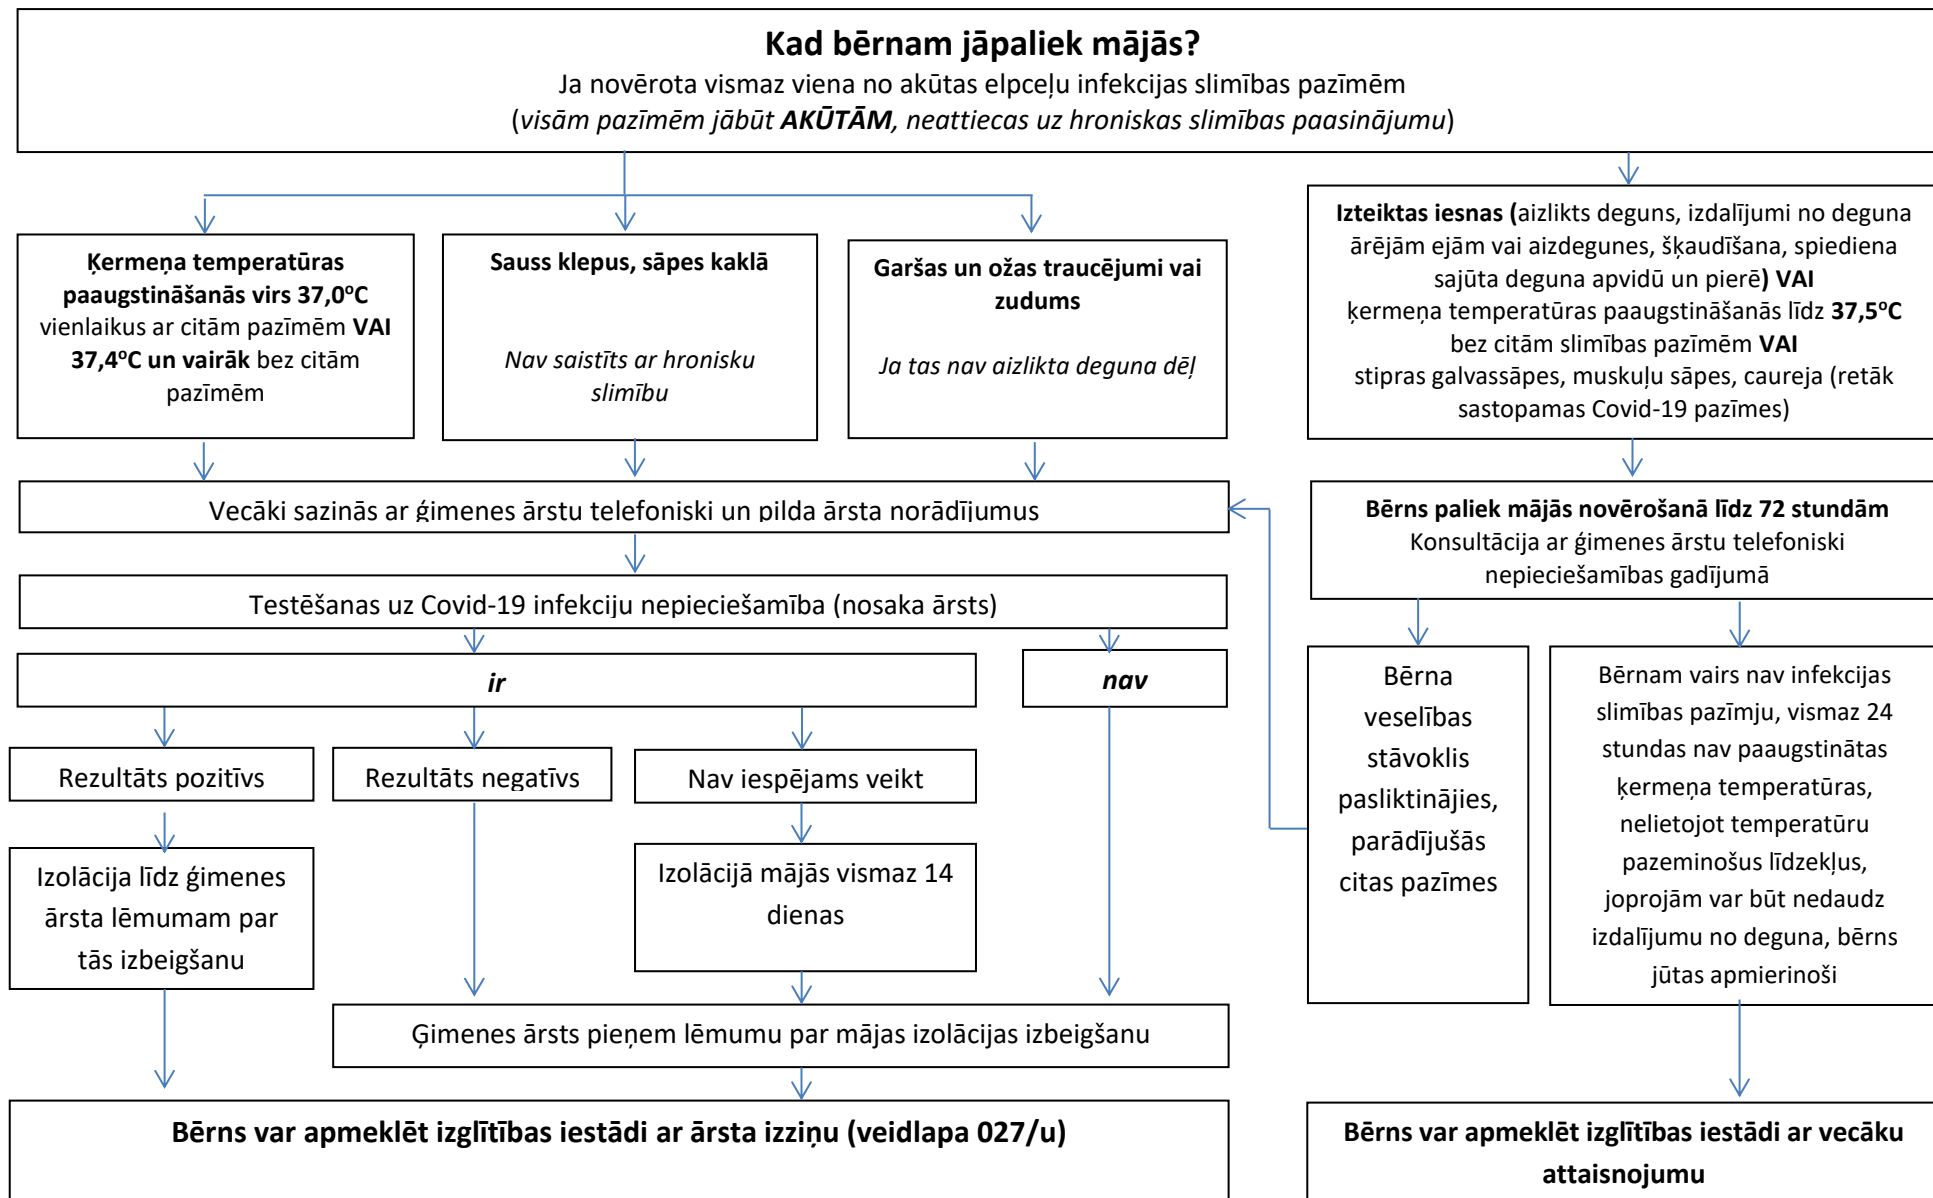 Kad bērnam jāpaliek mājās?
Ja novērota vismaz viena no akūtas elpceļu infekcijas slimības pazīmēm
(visām pazīmēm jābūt AKŪTĀM, neattiecas uz hroniskas slimības paasinājumu)
Ķermeņa temperatūras
paaugstināšanās virs 37,0°C
vienlaikus ar citām pazīmēm VAI
37,4°C un vairāk bez citām
pazīmēm
Sauss klepus, sāpes kaklā
Nav saistīts ar hronisku
slimību
Garšas un ožas traucējumi vai
zudums
Ja tas nav aizlikta deguna dēļ
Izteiktas iesnas (aizlikts deguns, izdalījumi no deguna
ārējām ejām vai aizdegunes, šķaudīšana, spiediena
sajūta deguna apvidū un pierē) VAI
ķermeņa temperatūras paaugstināšanās līdz 37,5°C
bez citām slimības pazīmēm VAI
stipras galvassāpes, muskuļu sāpes, caureja (retāk
sastopamas Covid-19 pazīmes)
Vecāki sazinās ar ģimenes ārstu telefoniski un pilda ārsta norādījumus
Bērns paliek mājās novērošanā līdz 72 stundām
Konsultācija ar ģimenes ārstu telefoniski
nepieciešamības gadījumā
Testēšanas uz Covid-19 infekciju nepieciešamība (nosaka ārsts)
ir
nav
Rezultāts pozitīvs
Rezultāts negatīvs
Nav iespējams veikt
Izolācija līdz ģimenes
ārsta lēmumam par
tās izbeigšanu
Izolācijā mājās vismaz 14
dienas
Bērna
veselības
stāvoklis
pasliktinājies,
parādījušās
citas pazīmes
Bērnam vairs nav infekcijas
slimības pazīmju, vismaz 24
stundas nav paaugstinātas
ķermeņa temperatūras,
nelietojot temperatūru
pazeminošus līdzekļus,
joprojām var būt nedaudz
izdalījumu no deguna, bērns
jūtas apmierinoši
Ģimenes ārsts pieņem lēmumu par mājas izolācijas izbeigšanu
Bērns var apmeklēt izglītības iestādi ar ārsta izziņu (veidlapa 027/u)
Bērns var apmeklēt izglītības iestādi ar vecāku
attaisnojumu